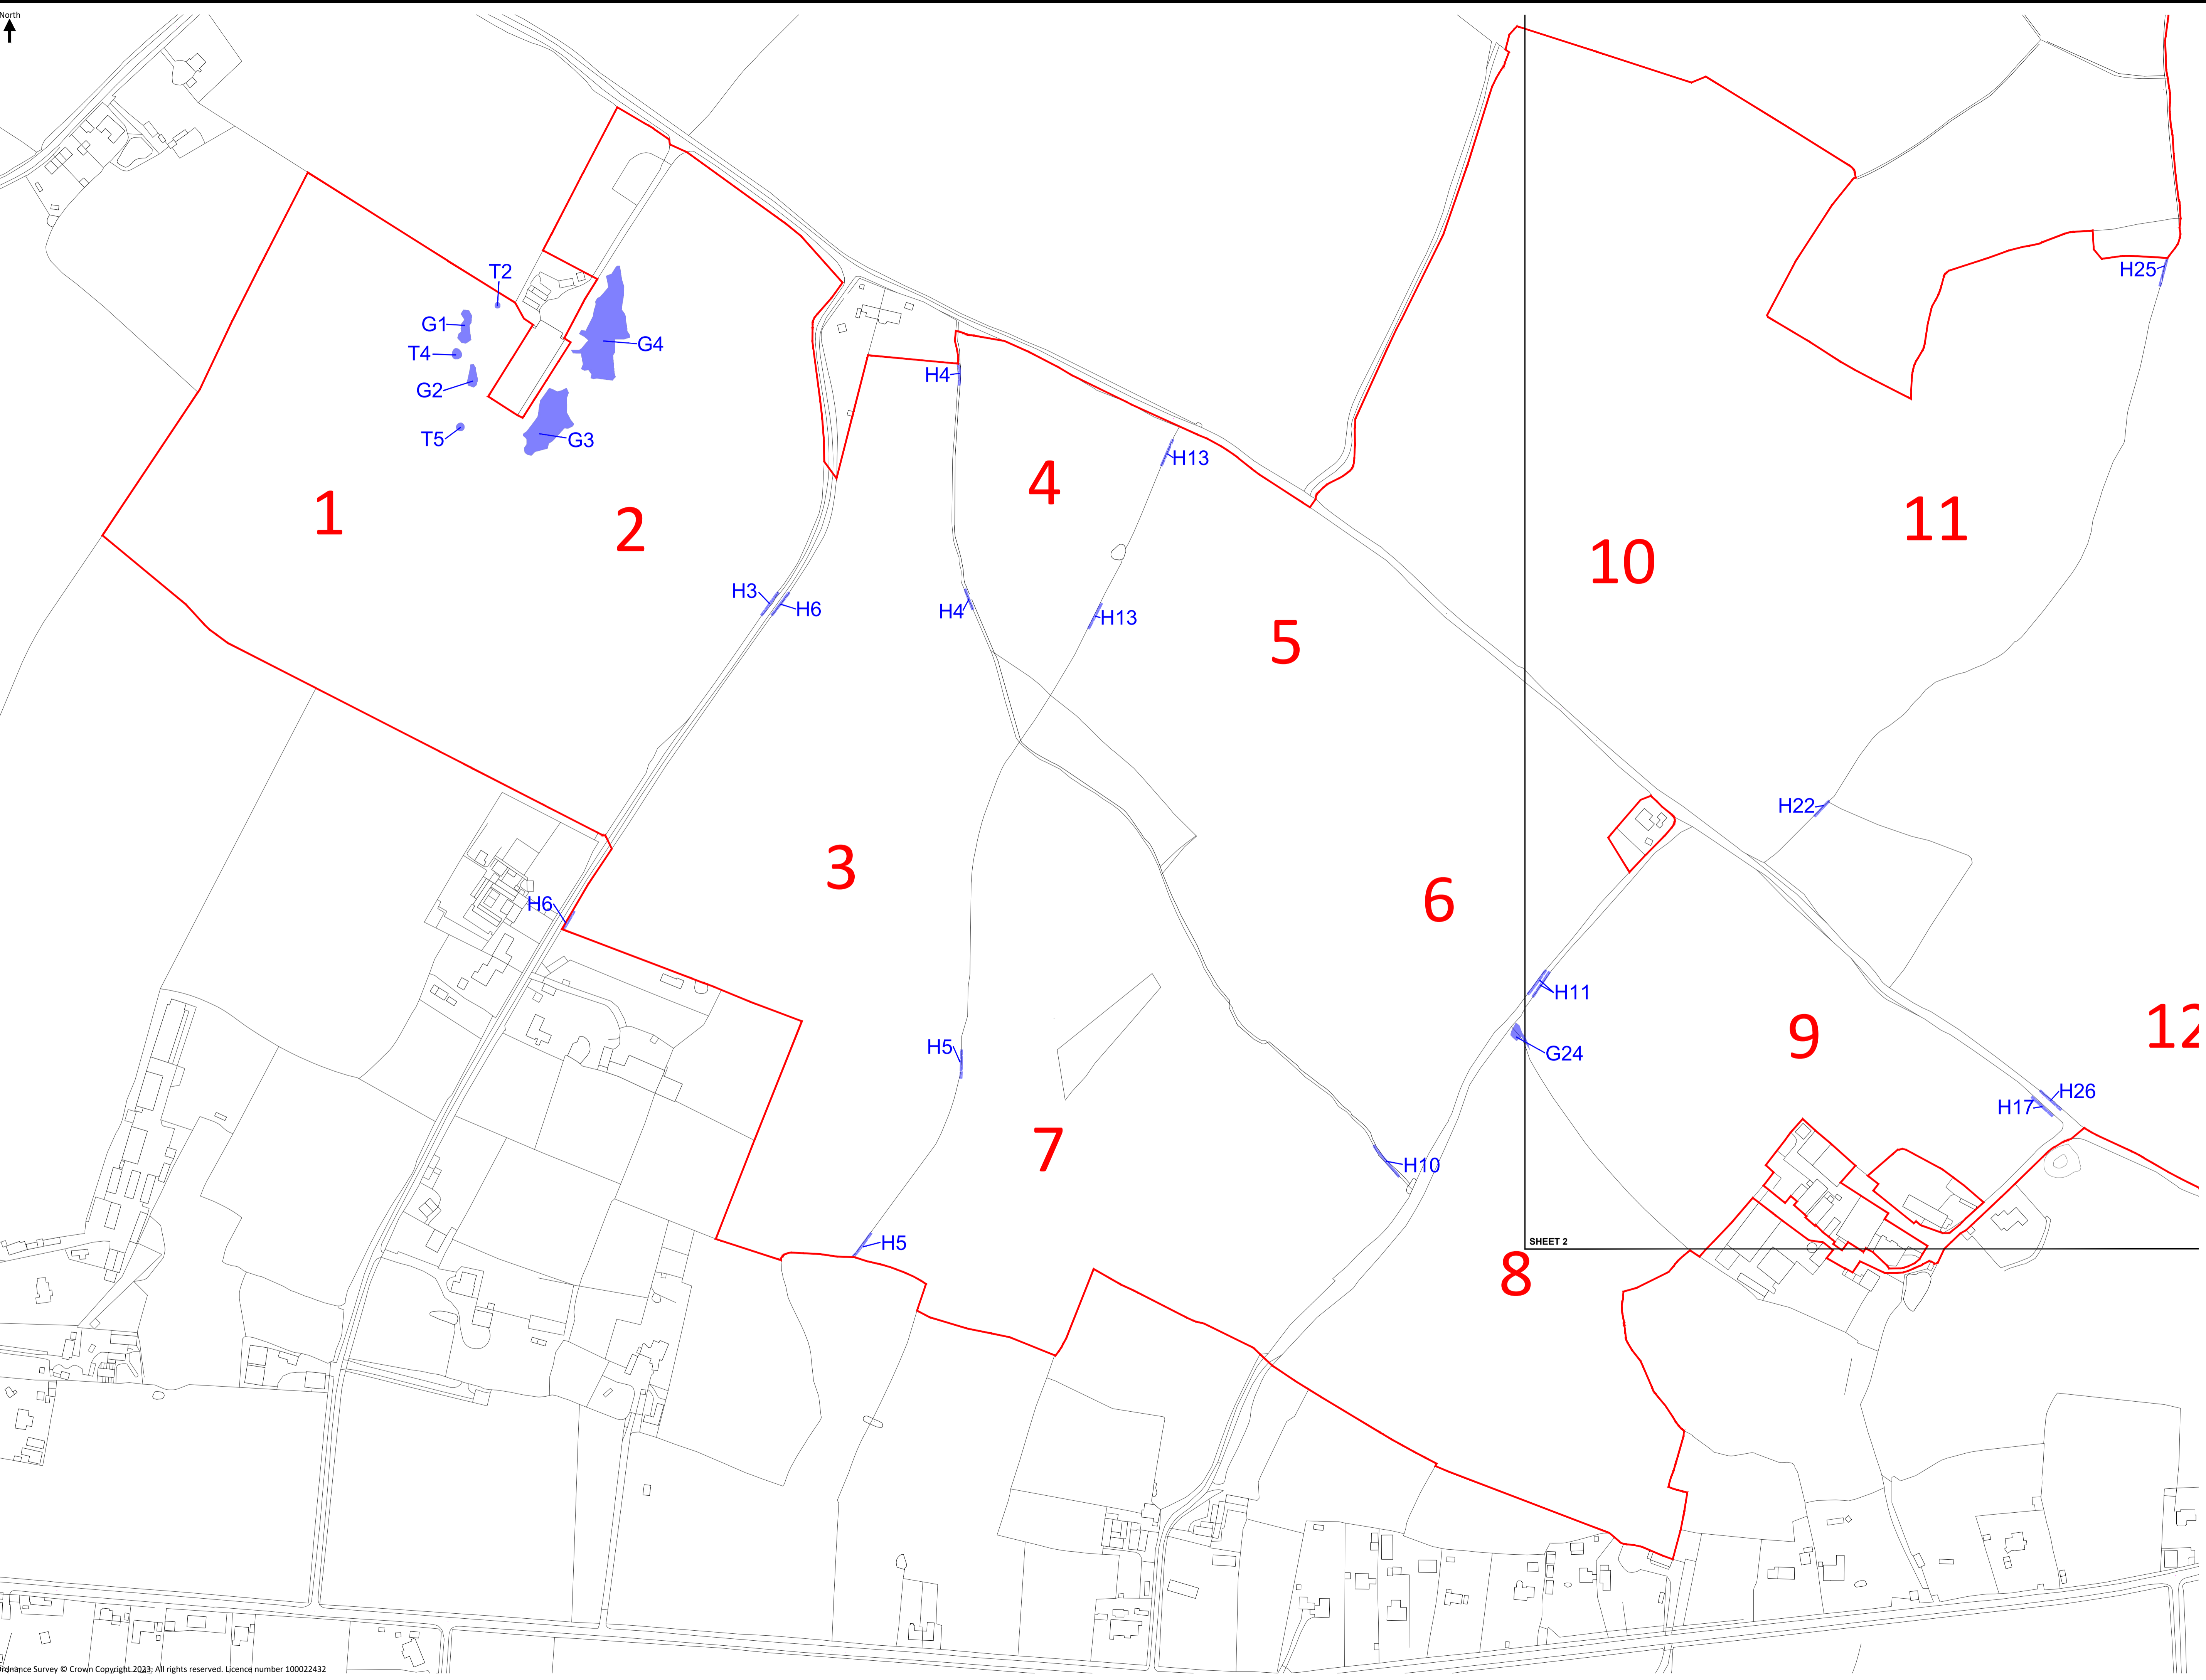 North
T2
G1
T4
G2
T5
G4
G3
H4
H13
H25
1
2
4
10
11
H3
H6
H4
H13
5
H22
3
6
H6
H11
G24
H5
9
12
H26
H17
7
H10
H5
SHEET 2
8
rdnance Survey © Crown Copyright 2023, All rights reserved. Licence number 100022432